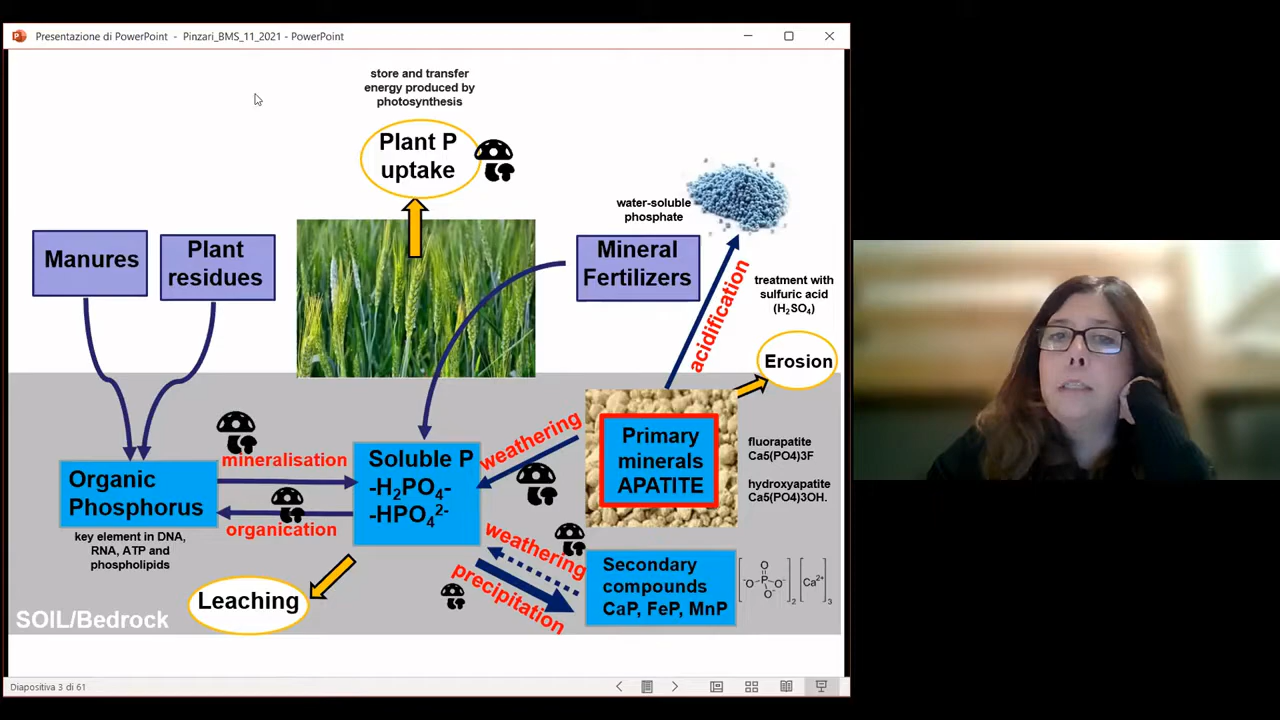 Presentazione di PowerPoint - Pinzari_BMS_11_2021 - PowerPoint
store and transfer
energy produced by
photosynthesis
Plant P
uptake
water-soluble
phosphate
Manures
Plant
residues
Mineral
Fertilizers
acidification
treatment with
sulfuric acid
(H₂SO₄)
Erosion
mineralisation
organication
Organic
Phosphorus
key element in DNA,
RNA, ATP and
phospholipids
Soluble P
-H₂PO₄-
-HPO₄²⁻
weathering
Primary
minerals
APATITE
fluorapatite
Ca5(PO4)3F
hydroxyapatite
Ca5(PO4)3OH.
weathering
precipitation
Secondary
compounds
CaP, FeP, MnP
O
⁻O P O⁻
O⁻
2
Ca²⁺
3
Leaching
SOIL/Bedrock
Diapositiva 3 di 61